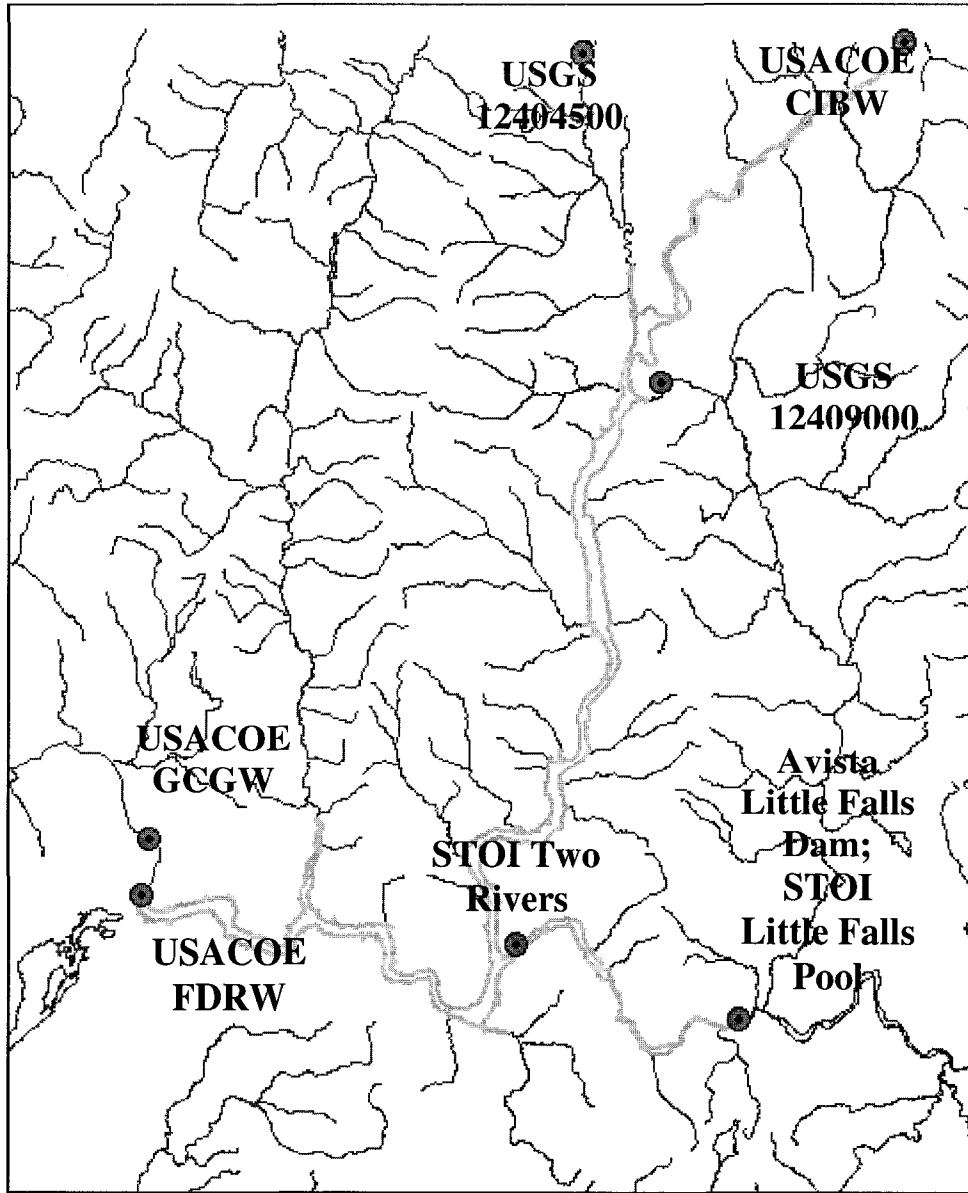 USGS
12404500
USACOE
CIBW
USGS
12409000
USACOE
GCGW
Avista
Little Falls
Dam;
STOI
Little Falls
Pool
STOI Two
Rivers
USACOE
FDRW